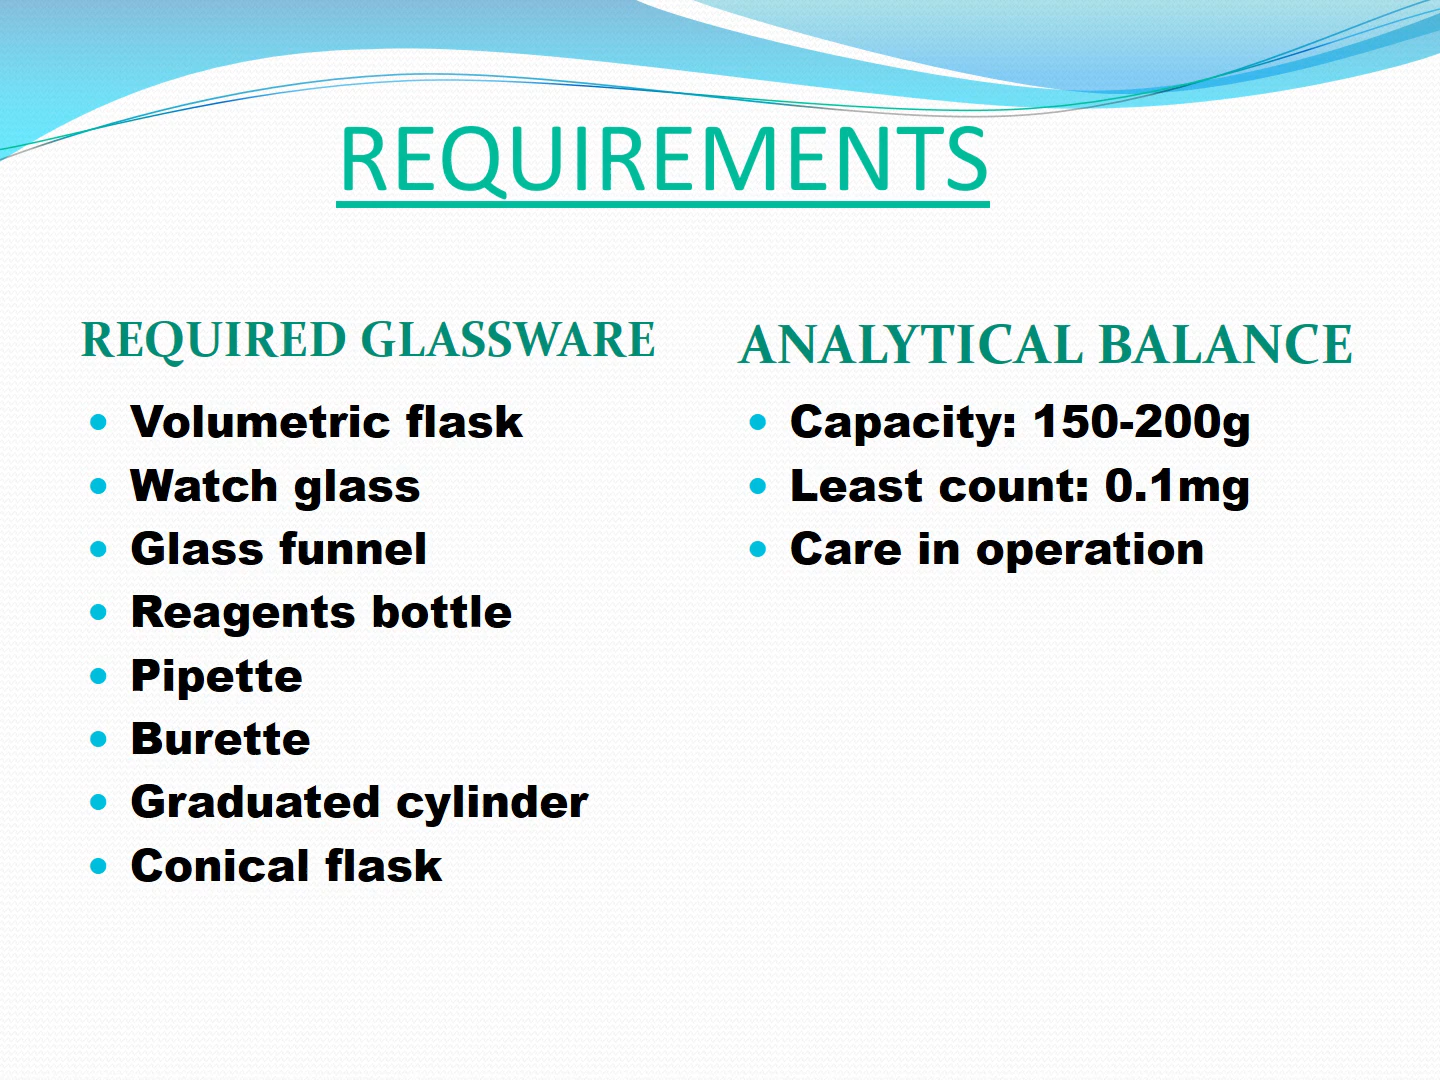 REQUIREMENTS
REQUIRED GLASSWARE
Volumetric flask
Watch glass
Glass funnel
Reagents bottle
Pipette
Burette
Graduated cylinder
Conical flask
ANALYTICAL BALANCE
Capacity: 150-200g
Least count: 0.1mg
Care in operation